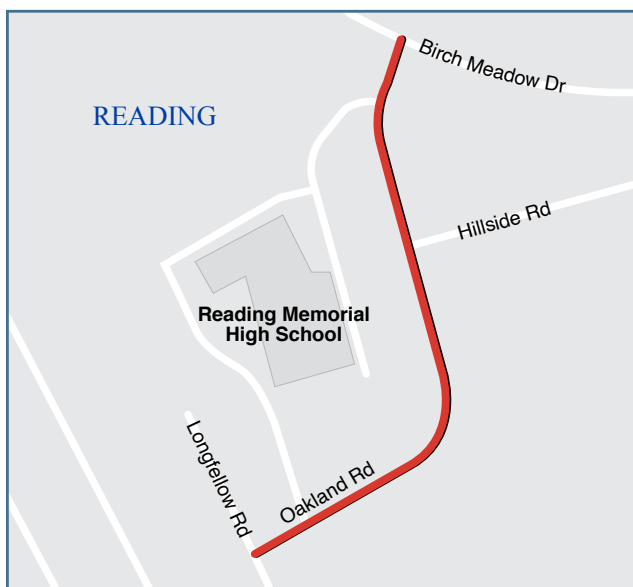 Birch Meadow Dr
READING
Hillside Rd
Reading Memorial
High School
Longfellow Rd
Oakland Rd